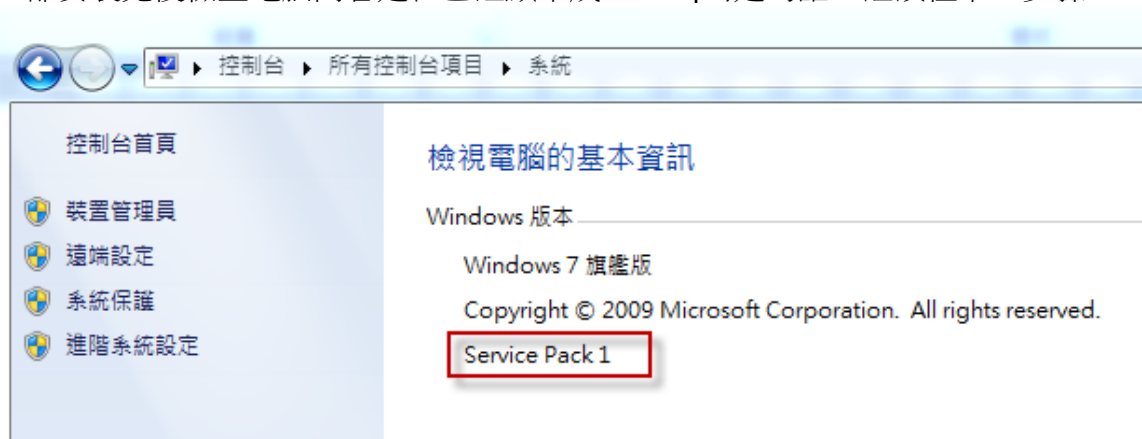 控制台 ▸ 所有控制台項目 ▸ 系統
控制台首頁
裝置管理員
遠端設定
系統保護
進階系統設定
檢視電腦的基本資訊
Windows 版本
Windows 7 旗艦版
Copyright © 2009 Microsoft Corporation. All rights reserved.
Service Pack 1